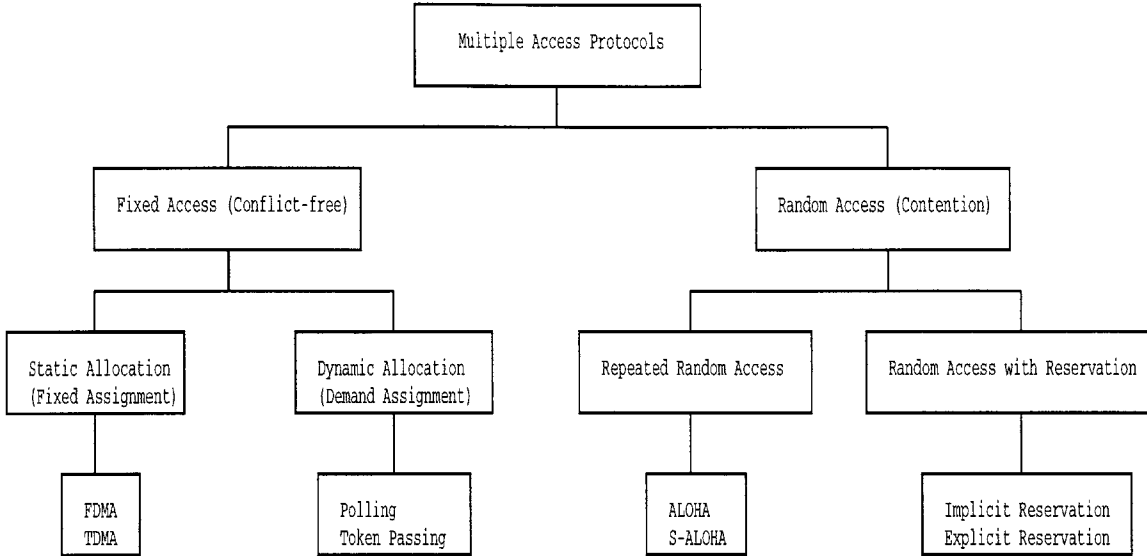 Multiple Access Protocols
Fixed Access (Conflict-free)
Random Access (Contention)
Static Allocation
(Fixed Assignment)
Dynamic Allocation
(Demand Assignment)
Repeated Random Access
Random Access with Reservation
FDMA
TDMA
Polling
Token Passing
ALOHA
S-ALOHA
Implicit Reservation
Explicit Reservation